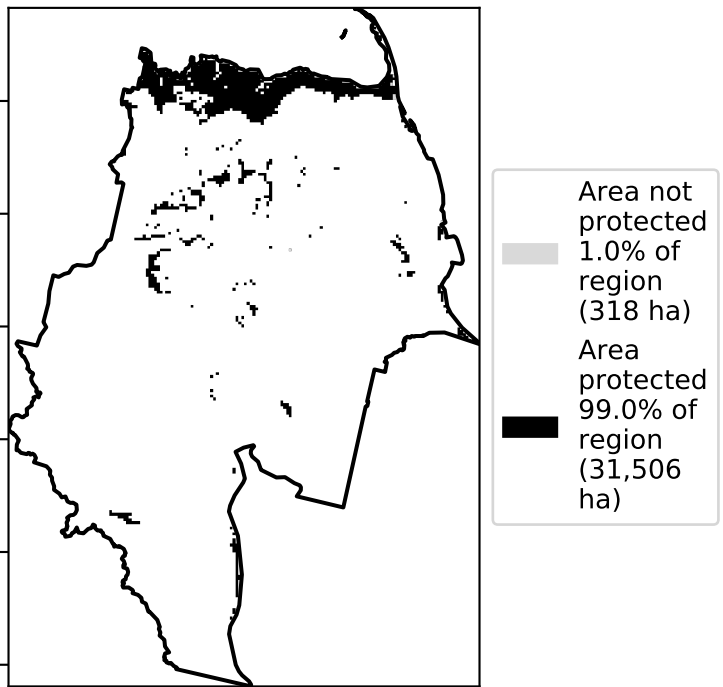 Area not
protected
1.0% of
region
(318 ha)
Area
protected
99.0% of
region
(31,506
ha)